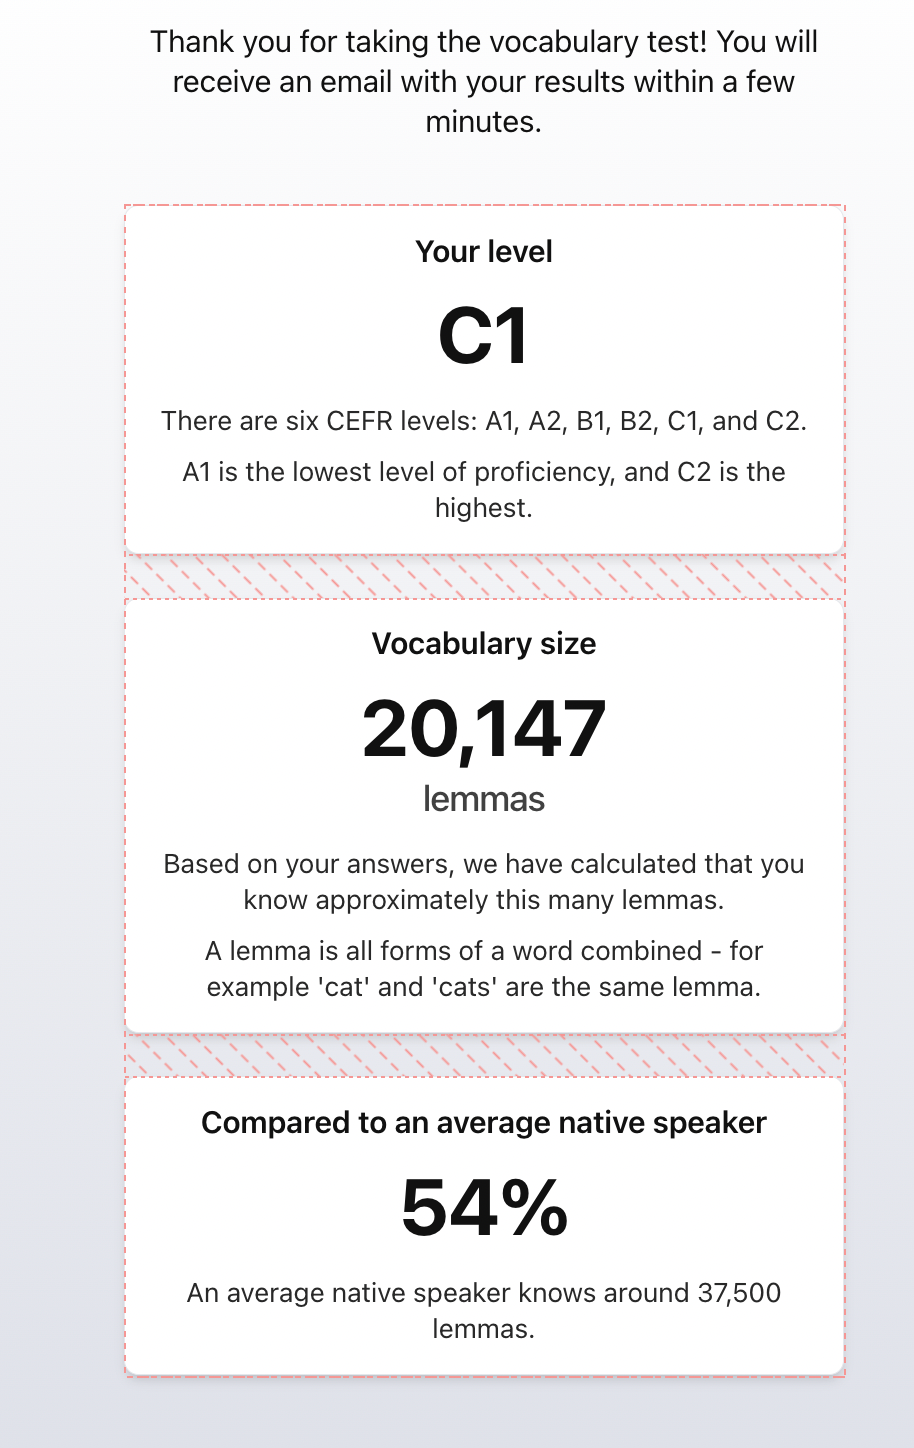 Thank you for taking the vocabulary test! You will
receive an email with your results within a few
minutes.
Your level
C1
There are six CEFR levels: A1, A2, B1, B2, C1, and C2.
A1 is the lowest level of proficiency, and C2 is the
highest.
Vocabulary size
20,147
lemmas
Based on your answers, we have calculated that you
know approximately this many lemmas.
A lemma is all forms of a word combined - for
example 'cat' and 'cats' are the same lemma.
Compared to an average native speaker
54%
An average native speaker knows around 37,500
lemmas.